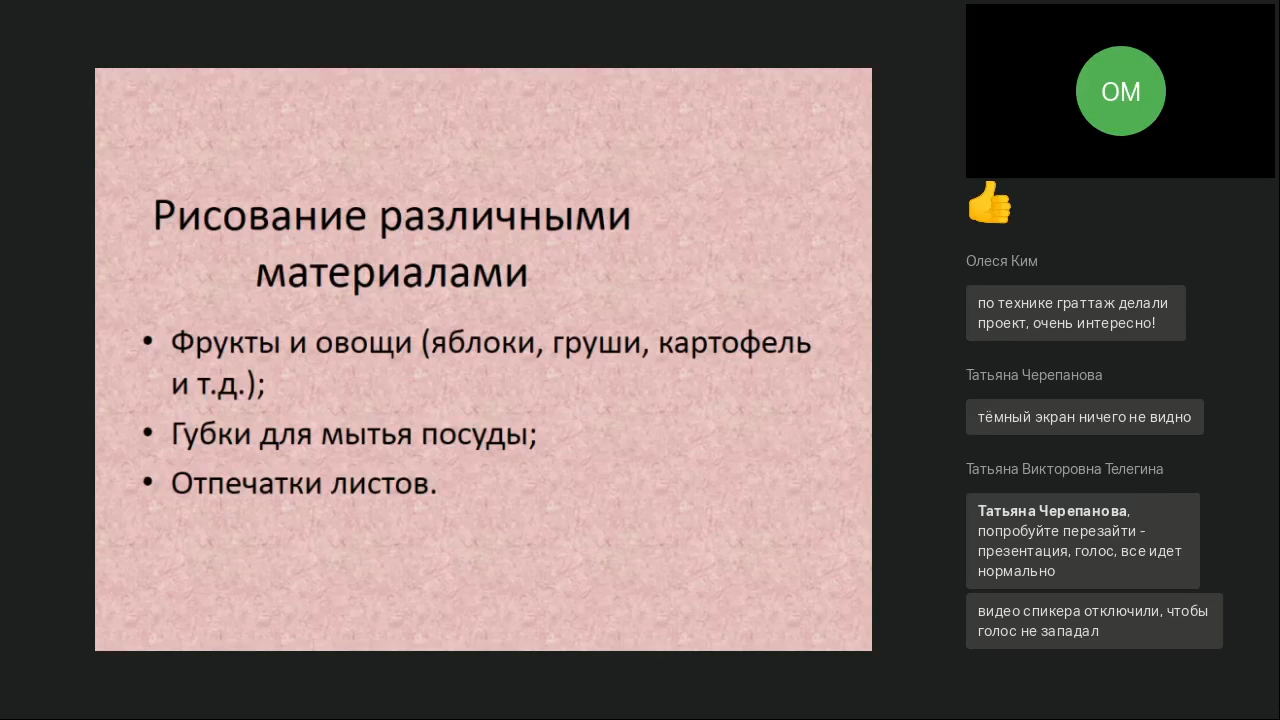 Рисование различными
материалами
• Фрукты и овощи (яблоки, груши, картофель
и т.д.);
• Губки для мытья посуды;
• Отпечатки листов.
ОМ
Олеся Ким
по технике граттаж делали
проект, очень интересно!
Татьяна Черепанова
тёмный экран ничего не видно
Татьяна Викторовна Телегина
Татьяна Черепанова,
попробуйте перезайти -
презентация, голос, все идет
нормально
видео спикера отключили, чтобы
голос не западал